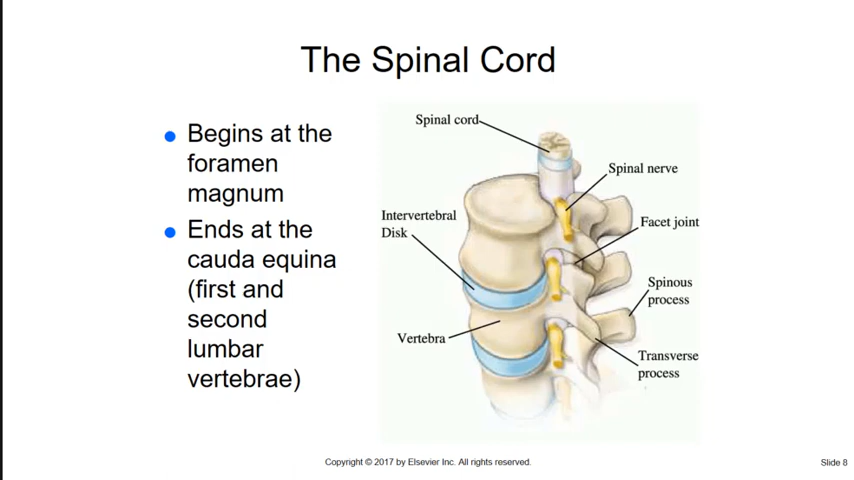 The Spinal Cord
Begins at the
foramen
magnum
Ends at the
cauda equina
(first and
second
lumbar
vertebrae)
Spinal cord
Spinal nerve
Intervertebral
Disk
Facet joint
Spinous
process
Vertebra
Transverse
process
Copyright © 2017 by Elsevier Inc. All rights reserved.
Slide 8